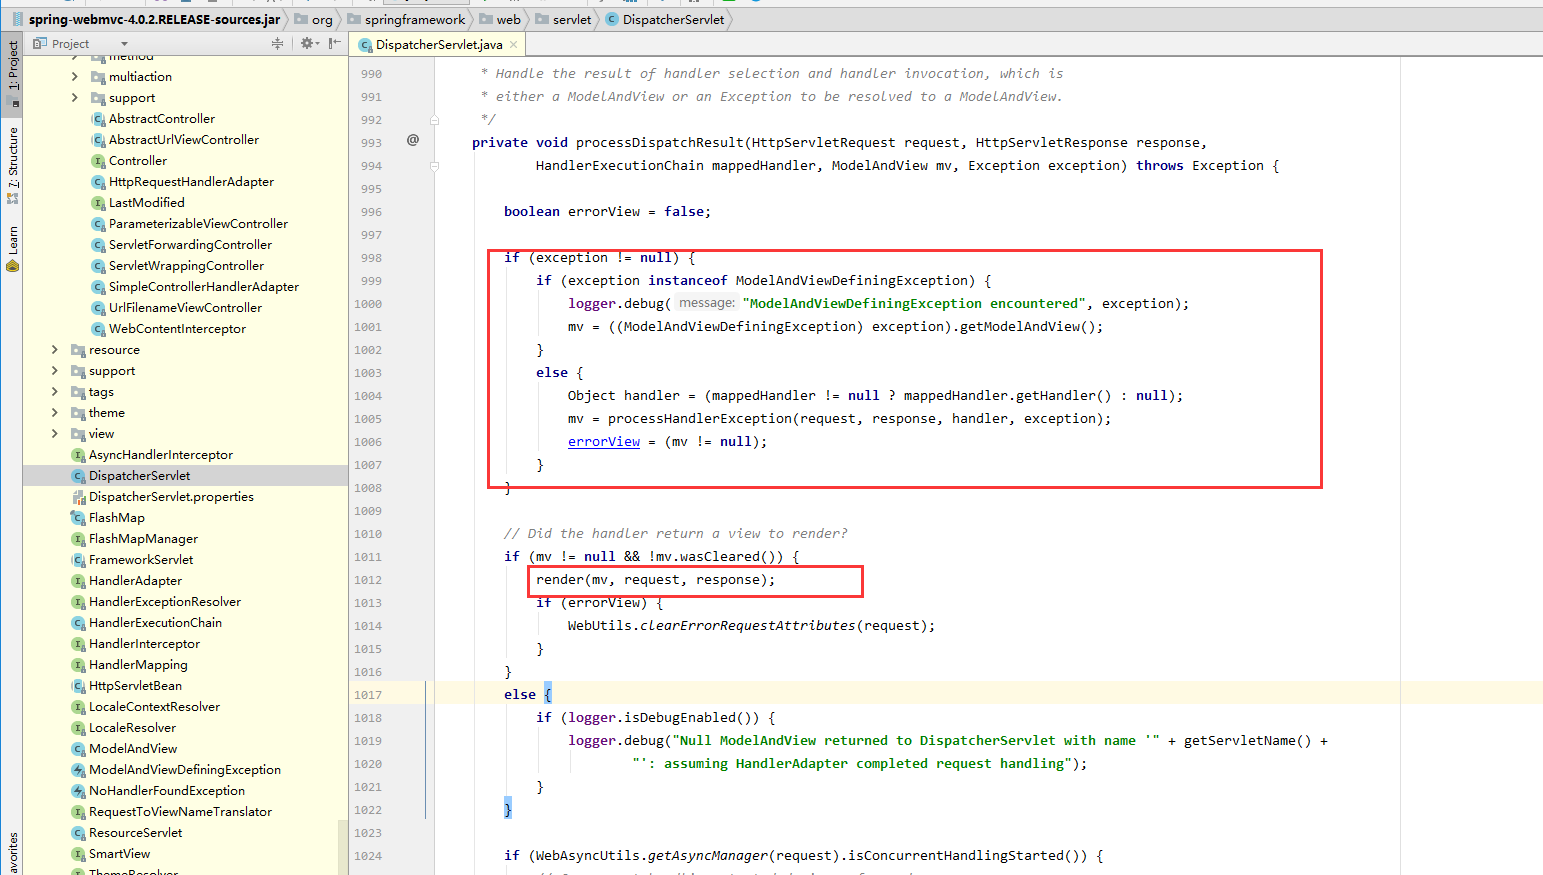 spring-webmvc-4.0.2.RELEASE-sources.jar org springframework web servlet DispatcherServlet
Project
DispatcherServlet.java
1: Project
7: Structure
Learn
method
multiaction
support
AbstractController
AbstractUrlViewController
Controller
HttpRequestHandlerAdapter
LastModified
ParameterizableViewController
ServletForwardingController
ServletWrappingController
SimpleControllerHandlerAdapter
UrlFilenameViewController
WebContentInterceptor
resource
support
tags
theme
view
AsyncHandlerInterceptor
DispatcherServlet
DispatcherServlet.properties
FlashMap
FlashMapManager
FrameworkServlet
HandlerAdapter
HandlerExceptionResolver
HandlerExecutionChain
HandlerInterceptor
HandlerMapping
HttpServletBean
LocaleContextResolver
LocaleResolver
ModelAndView
ModelAndViewDefiningException
NoHandlerFoundException
RequestToViewNameTranslator
ResourceServlet
SmartView
ThemeResolver
990 * Handle the result of handler selection and handler invocation, which is
991 * either a ModelAndView or an Exception to be resolved to a ModelAndView.
992 */
993 @ private void processDispatchResult(HttpServletRequest request, HttpServletResponse response,
994 HandlerExecutionChain mappedHandler, ModelAndView mv, Exception exception) throws Exception {
995
996 boolean errorView = false;
997
998 if (exception != null) {
999 if (exception instanceof ModelAndViewDefiningException) {
1000 logger.debug( message: "ModelAndViewDefiningException encountered", exception);
1001 mv = ((ModelAndViewDefiningException) exception).getModelAndView();
1002 }
1003 else {
1004 Object handler = (mappedHandler != null ? mappedHandler.getHandler() : null);
1005 mv = processHandlerException(request, response, handler, exception);
1006 errorView = (mv != null);
1007 }
1008 }
1009
1010 // Did the handler return a view to render?
1011 if (mv != null && !mv.wasCleared()) {
1012 render(mv, request, response);
1013 if (errorView) {
1014 WebUtils.clearErrorRequestAttributes(request);
1015 }
1016 }
1017 else {
1018 if (logger.isDebugEnabled()) {
1019 logger.debug("Null ModelAndView returned to DispatcherServlet with name '" + getServletName() +
1020 "': assuming HandlerAdapter completed request handling");
1021 }
1022 }
1023
1024 if (WebAsyncUtils.getAsyncManager(request).isConcurrentHandlingStarted()) {